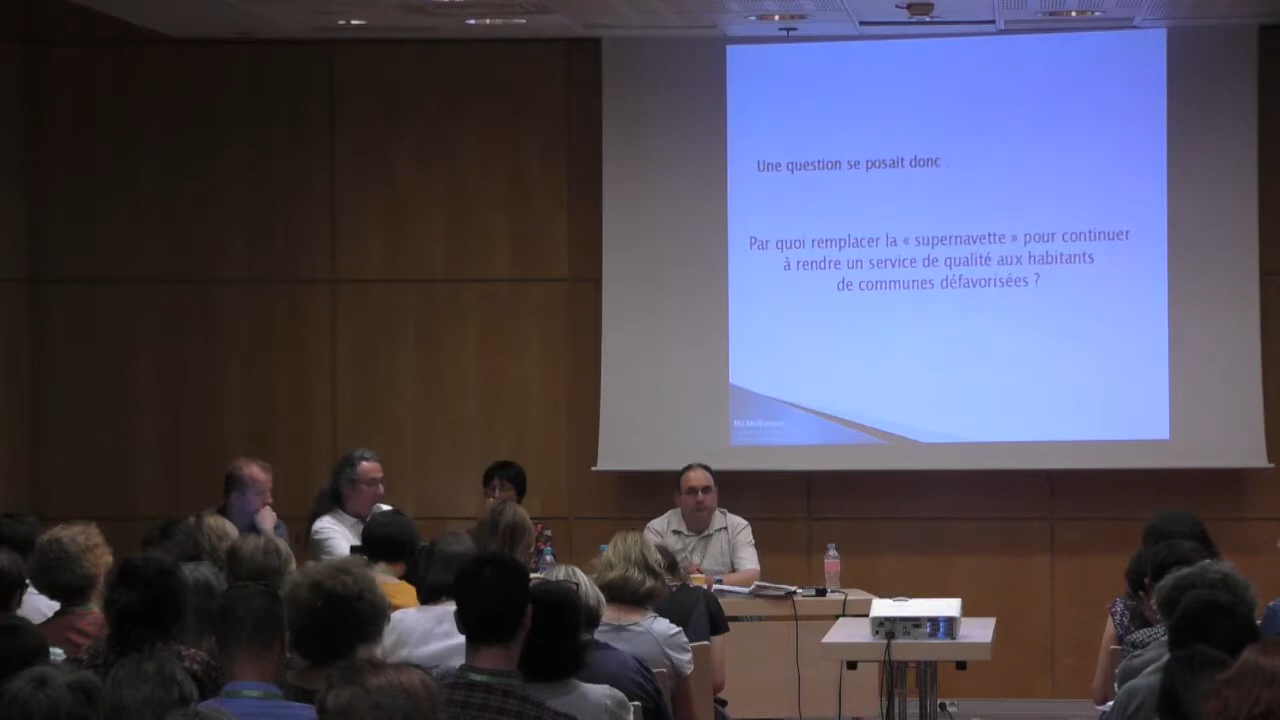 Une question se posait donc :
Par quoi remplacer la « supernavette » pour continuer
à rendre un service de qualité aux habitants
de communes défavorisées ?